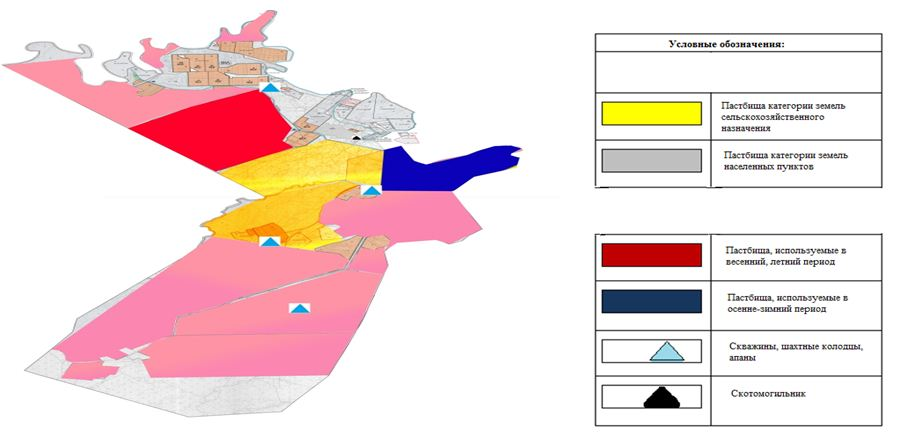 Условные обозначения:
Пастбища категории земель
сельскохозяйственного
назначения
Пастбища категории земель
населенных пунктов
Пастбища, используемые в
весенний, летний период
Пастбища, используемые в
осенне-зимний период
Скважины, шахтные колодцы,
апаны
Скотомогильник